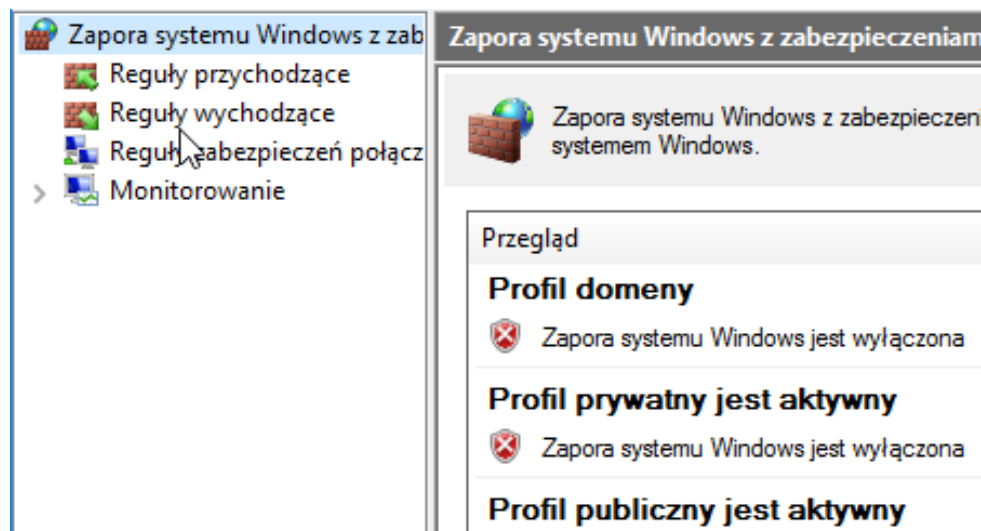 Zapora systemu Windows z zab
Reguły przychodzące
Reguły wychodzące
Reguły zabezpieczeń połącz
Monitorowanie
Zapora systemu Windows z zabezpieczeniam
Zapora systemu Windows z zabezpieczeni
systemem Windows.
Przegląd
Profil domeny
Zapora systemu Windows jest wyłączona
Profil prywatny jest aktywny
Zapora systemu Windows jest wyłączona
Profil publiczny jest aktywny